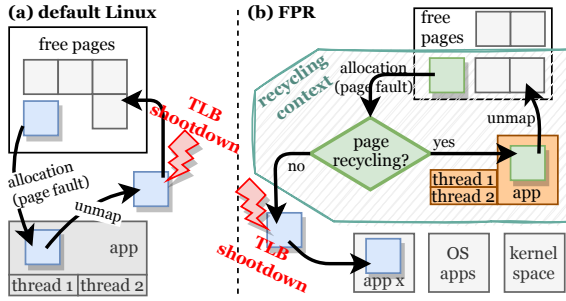 (a) default Linux
free pages
TLB
shootdown
allocation
(page fault)
unmap
app
thread 1
thread 2
(b) FPR
free
pages
recycling
context
allocation
(page fault)
unmap
page
recycling?
yes
no
thread 1
thread 2
app
TLB
shootdown
app x
OS
apps
kernel
space